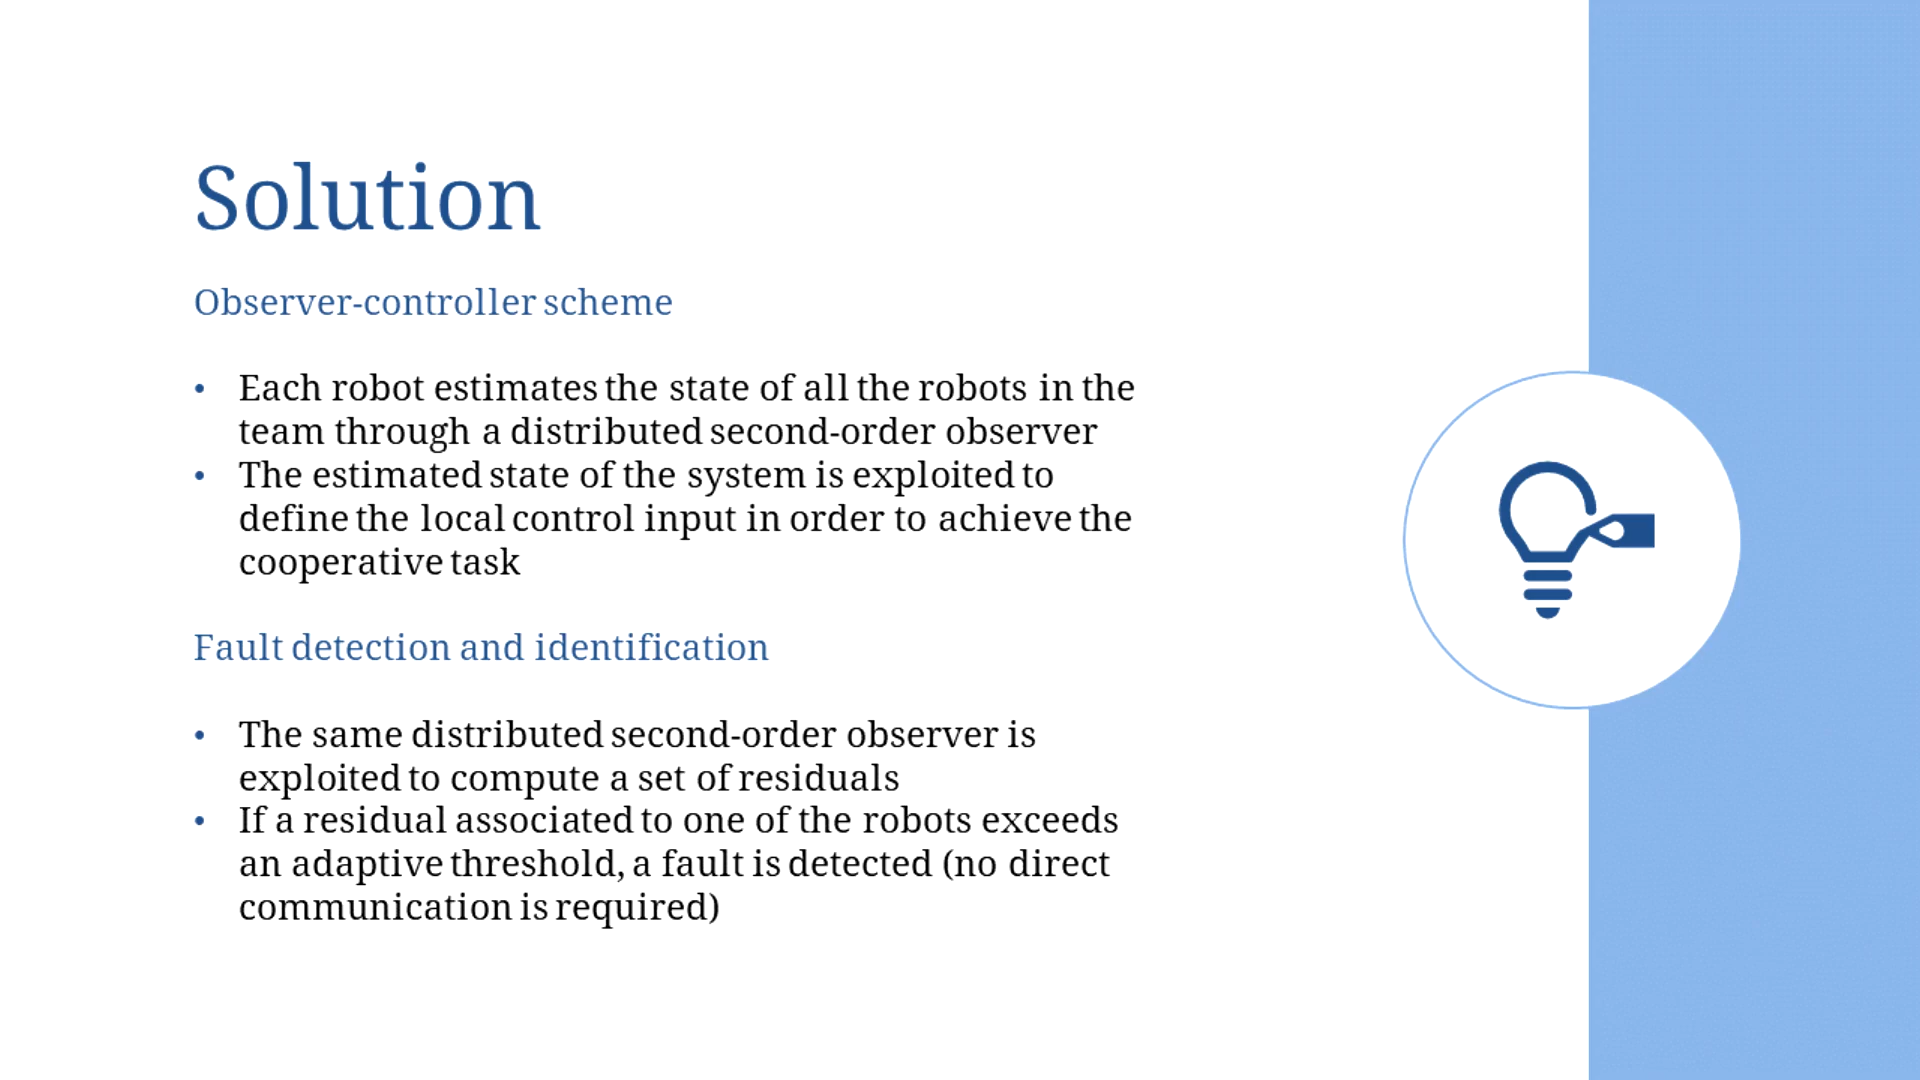 Solution
Observer-controller scheme
• Each robot estimates the state of all the robots in the
team through a distributed second-order observer
• The estimated state of the system is exploited to
define the local control input in order to achieve the
cooperative task
Fault detection and identification
• The same distributed second-order observer is
exploited to compute a set of residuals
• If a residual associated to one of the robots exceeds
an adaptive threshold, a fault is detected (no direct
communication is required)